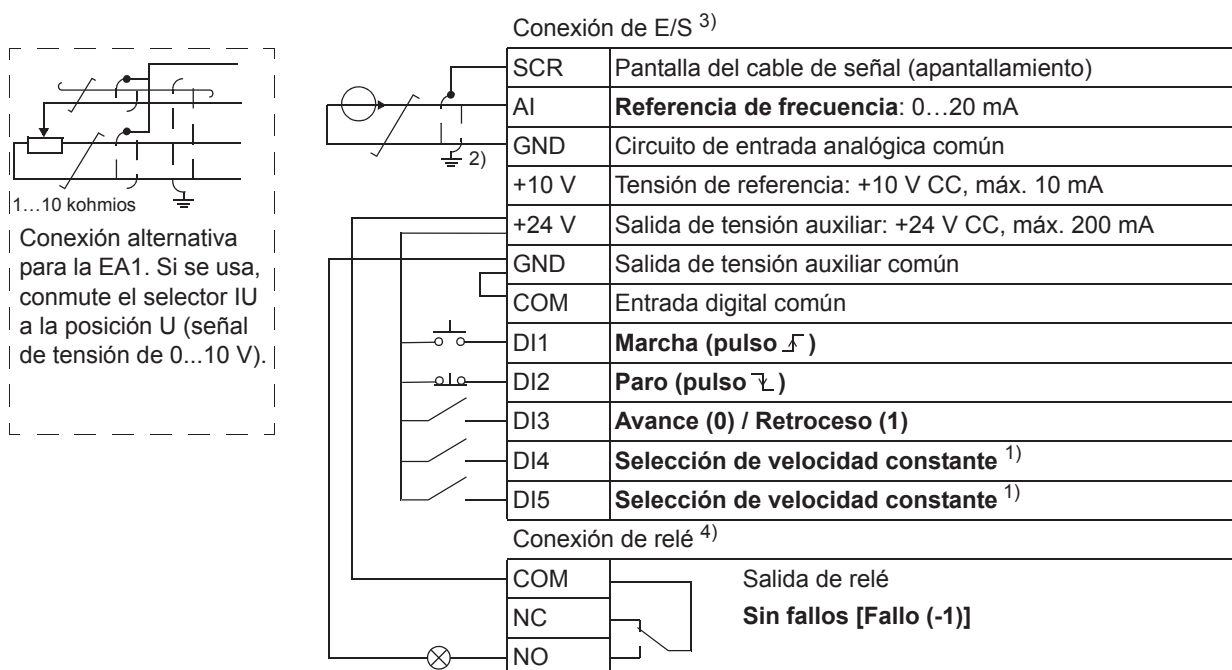 Conexión de E/S 3)
SCR Pantalla del cable de señal (apantallamiento)
AI Referencia de frecuencia: 0…20 mA
GND Circuito de entrada analógica común
2)
+10 V Tensión de referencia: +10 V CC, máx. 10 mA
1…10 kohmios
+24 V Salida de tensión auxiliar: +24 V CC, máx. 200 mA
GND Salida de tensión auxiliar común
COM Entrada digital común
DI1 Marcha (pulso )
DI2 Paro (pulso )
DI3 Avance (0) / Retroceso (1)
DI4 Selección de velocidad constante 1)
DI5 Selección de velocidad constante 1)
Conexión alternativa
para la EA1. Si se usa,
conmute el selector IU
a la posición U (señal
de tensión de 0...10 V).
Conexión de relé 4)
COM Salida de relé
NC Sin fallos [Fallo (-1)]
NO